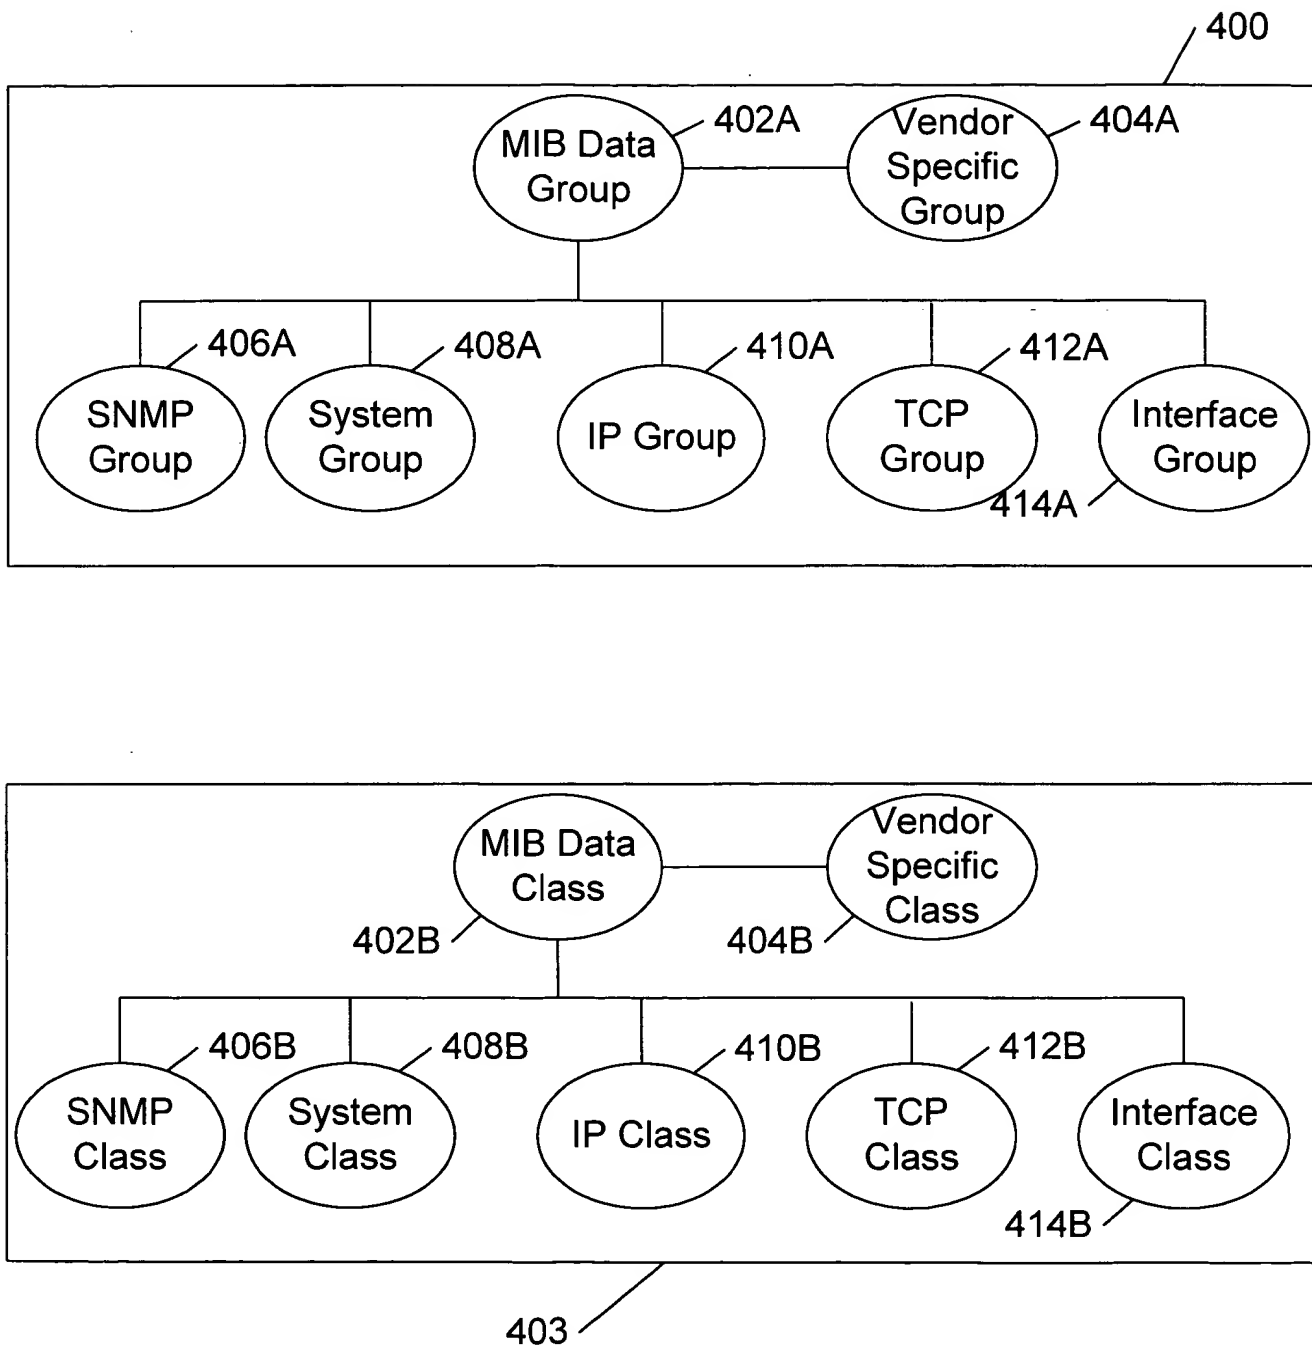 400
402A
404A
MIB Data
Group
Vendor
Specific
Group
406A
408A
410A
412A
SNMP
Group
System
Group
IP Group
TCP
Group
Interface
Group
414A
MIB Data
Class
Vendor
Specific
Class
402B
404B
406B
408B
410B
412B
SNMP
Class
System
Class
IP Class
TCP
Class
Interface
Class
414B
403